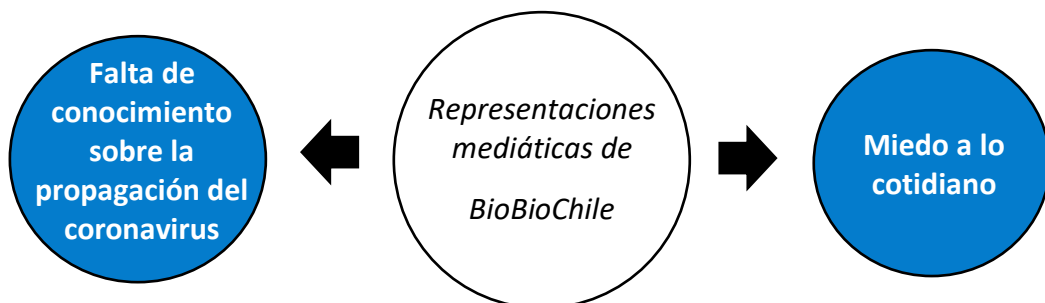 Falta de
conocimiento
sobre la
propagación del
coronavirus
Representaciones
mediáticas de
BioBioChile
Miedo a lo
cotidiano